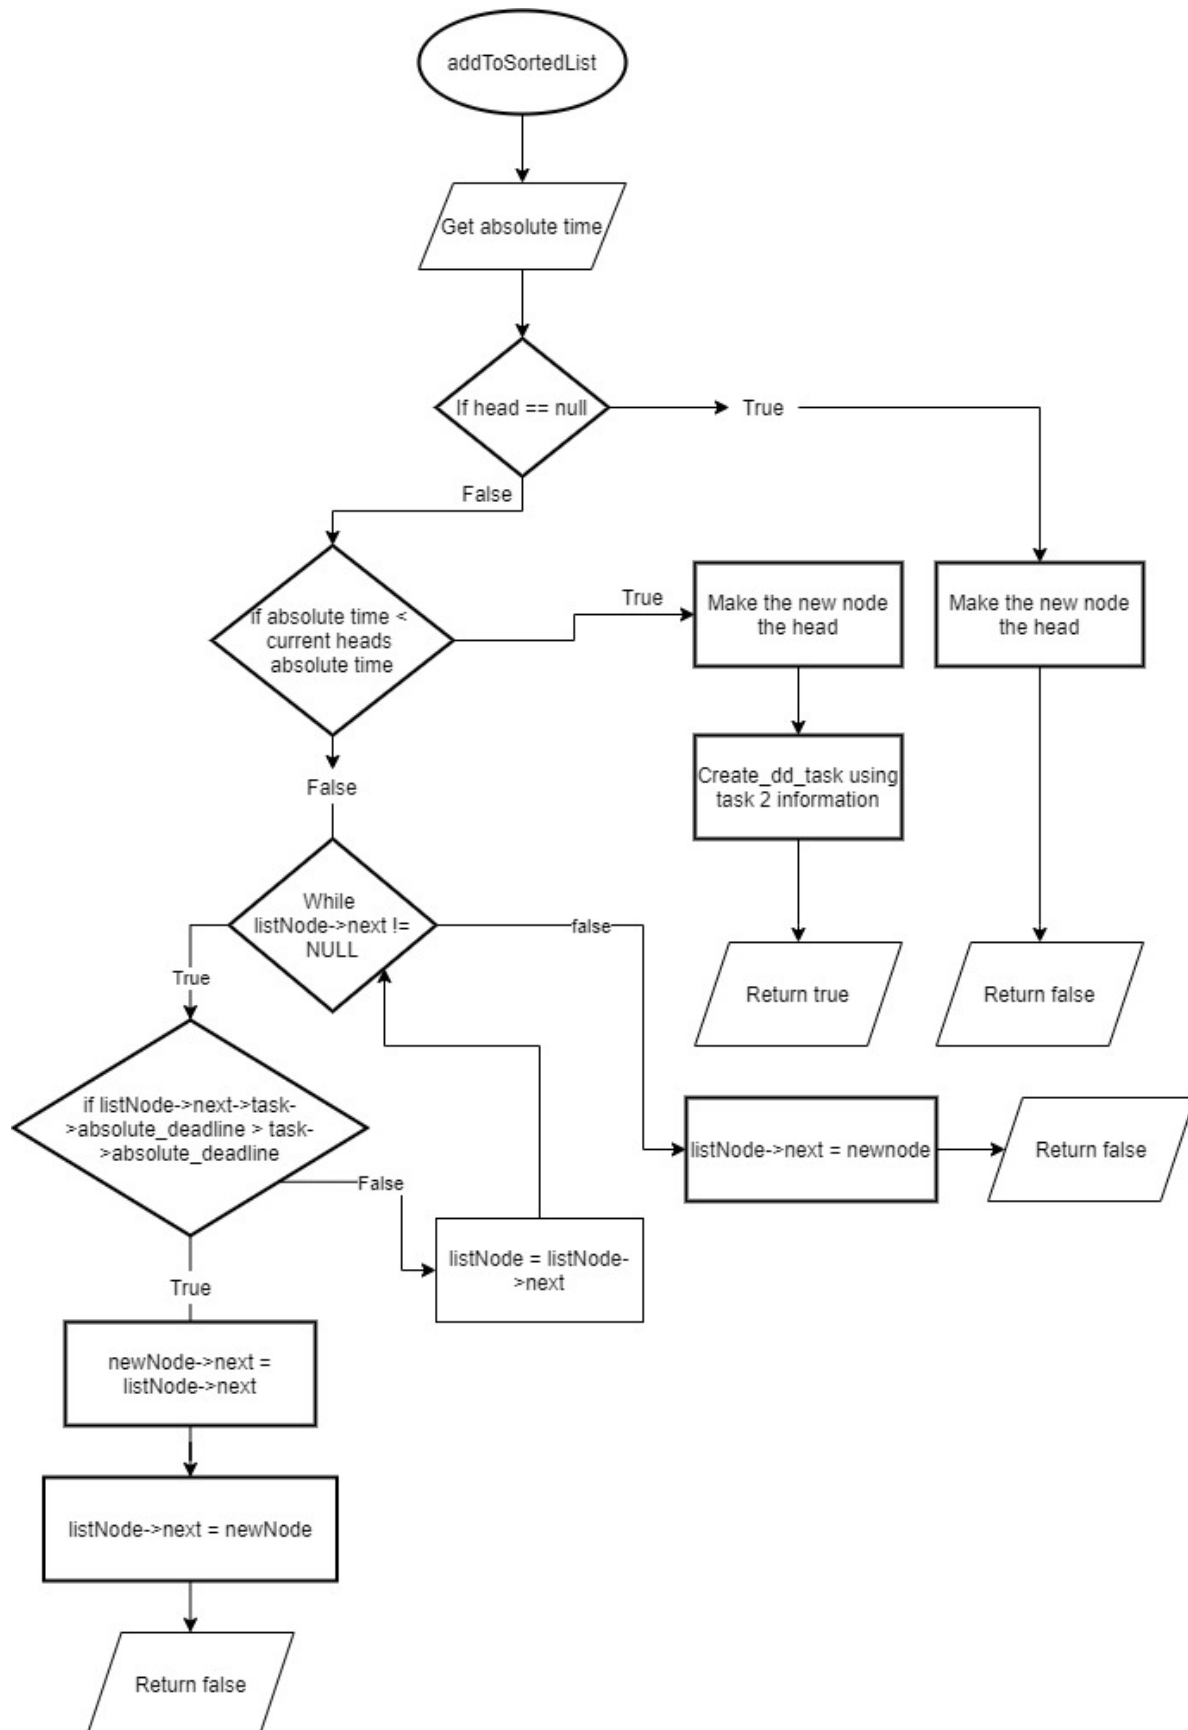 addToSortedList
Get absolute time
If head == null
True
False
if absolute time <
current heads
absolute time
True
Make the new node
the head
Make the new node
the head
Create_dd_task using
task 2 information
False
While
listNode->next !=
NULL
false
True
Return true
Return false
if listNode->next->task-
>absolute_deadline > task-
>absolute_deadline
False
listNode->next = newnode
Return false
listNode = listNode-
>next
True
newNode->next =
listNode->next
listNode->next = newNode
Return false